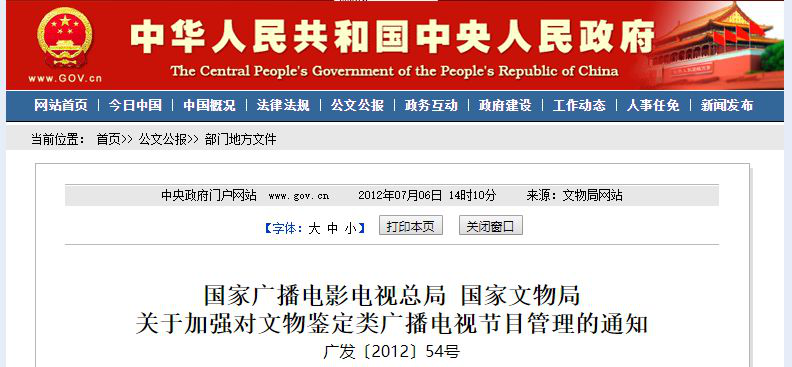 中华人民共和国中央人民政府
www.GOV.cn
The Central People's Government of the People's Republic of China
网站首页 | 今日中国 | 中国概况 | 法律法规 | 公文公报 | 政务互动 | 政府建设 | 工作动态 | 人事任免 | 新闻发布
当前位置： 首页>> 公文公报>> 部门地方文件
中央政府门户网站 www.gov.cn 2012年07月06日 14时10分 来源：文物局网站
【字体：大 中 小】 打印本页 关闭窗口
国家广播电影电视总局 国家文物局
关于加强对文物鉴定类广播电视节目管理的通知
广发〔2012〕54号